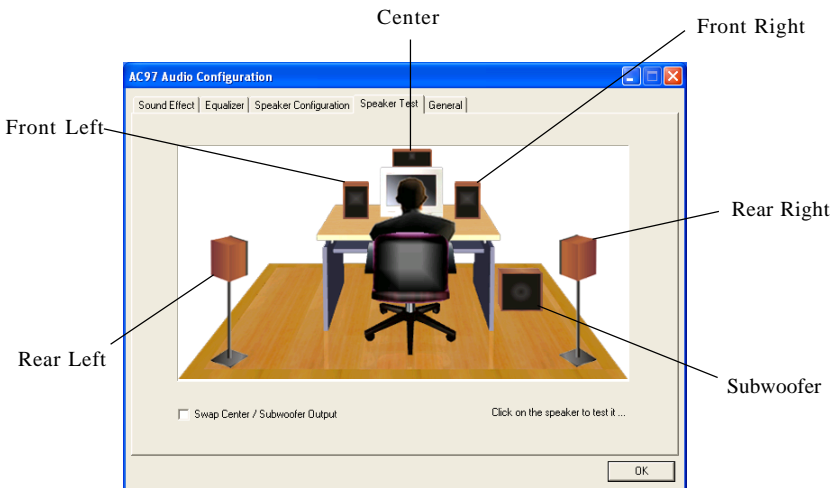 Center
Front Right
AC97 Audio Configuration
Sound Effect Equalizer Speaker Configuration Speaker Test General
Front Left
Rear Right
Rear Left
Subwoofer
Swap Center / Subwoofer Output
Click on the speaker to test it ...
OK